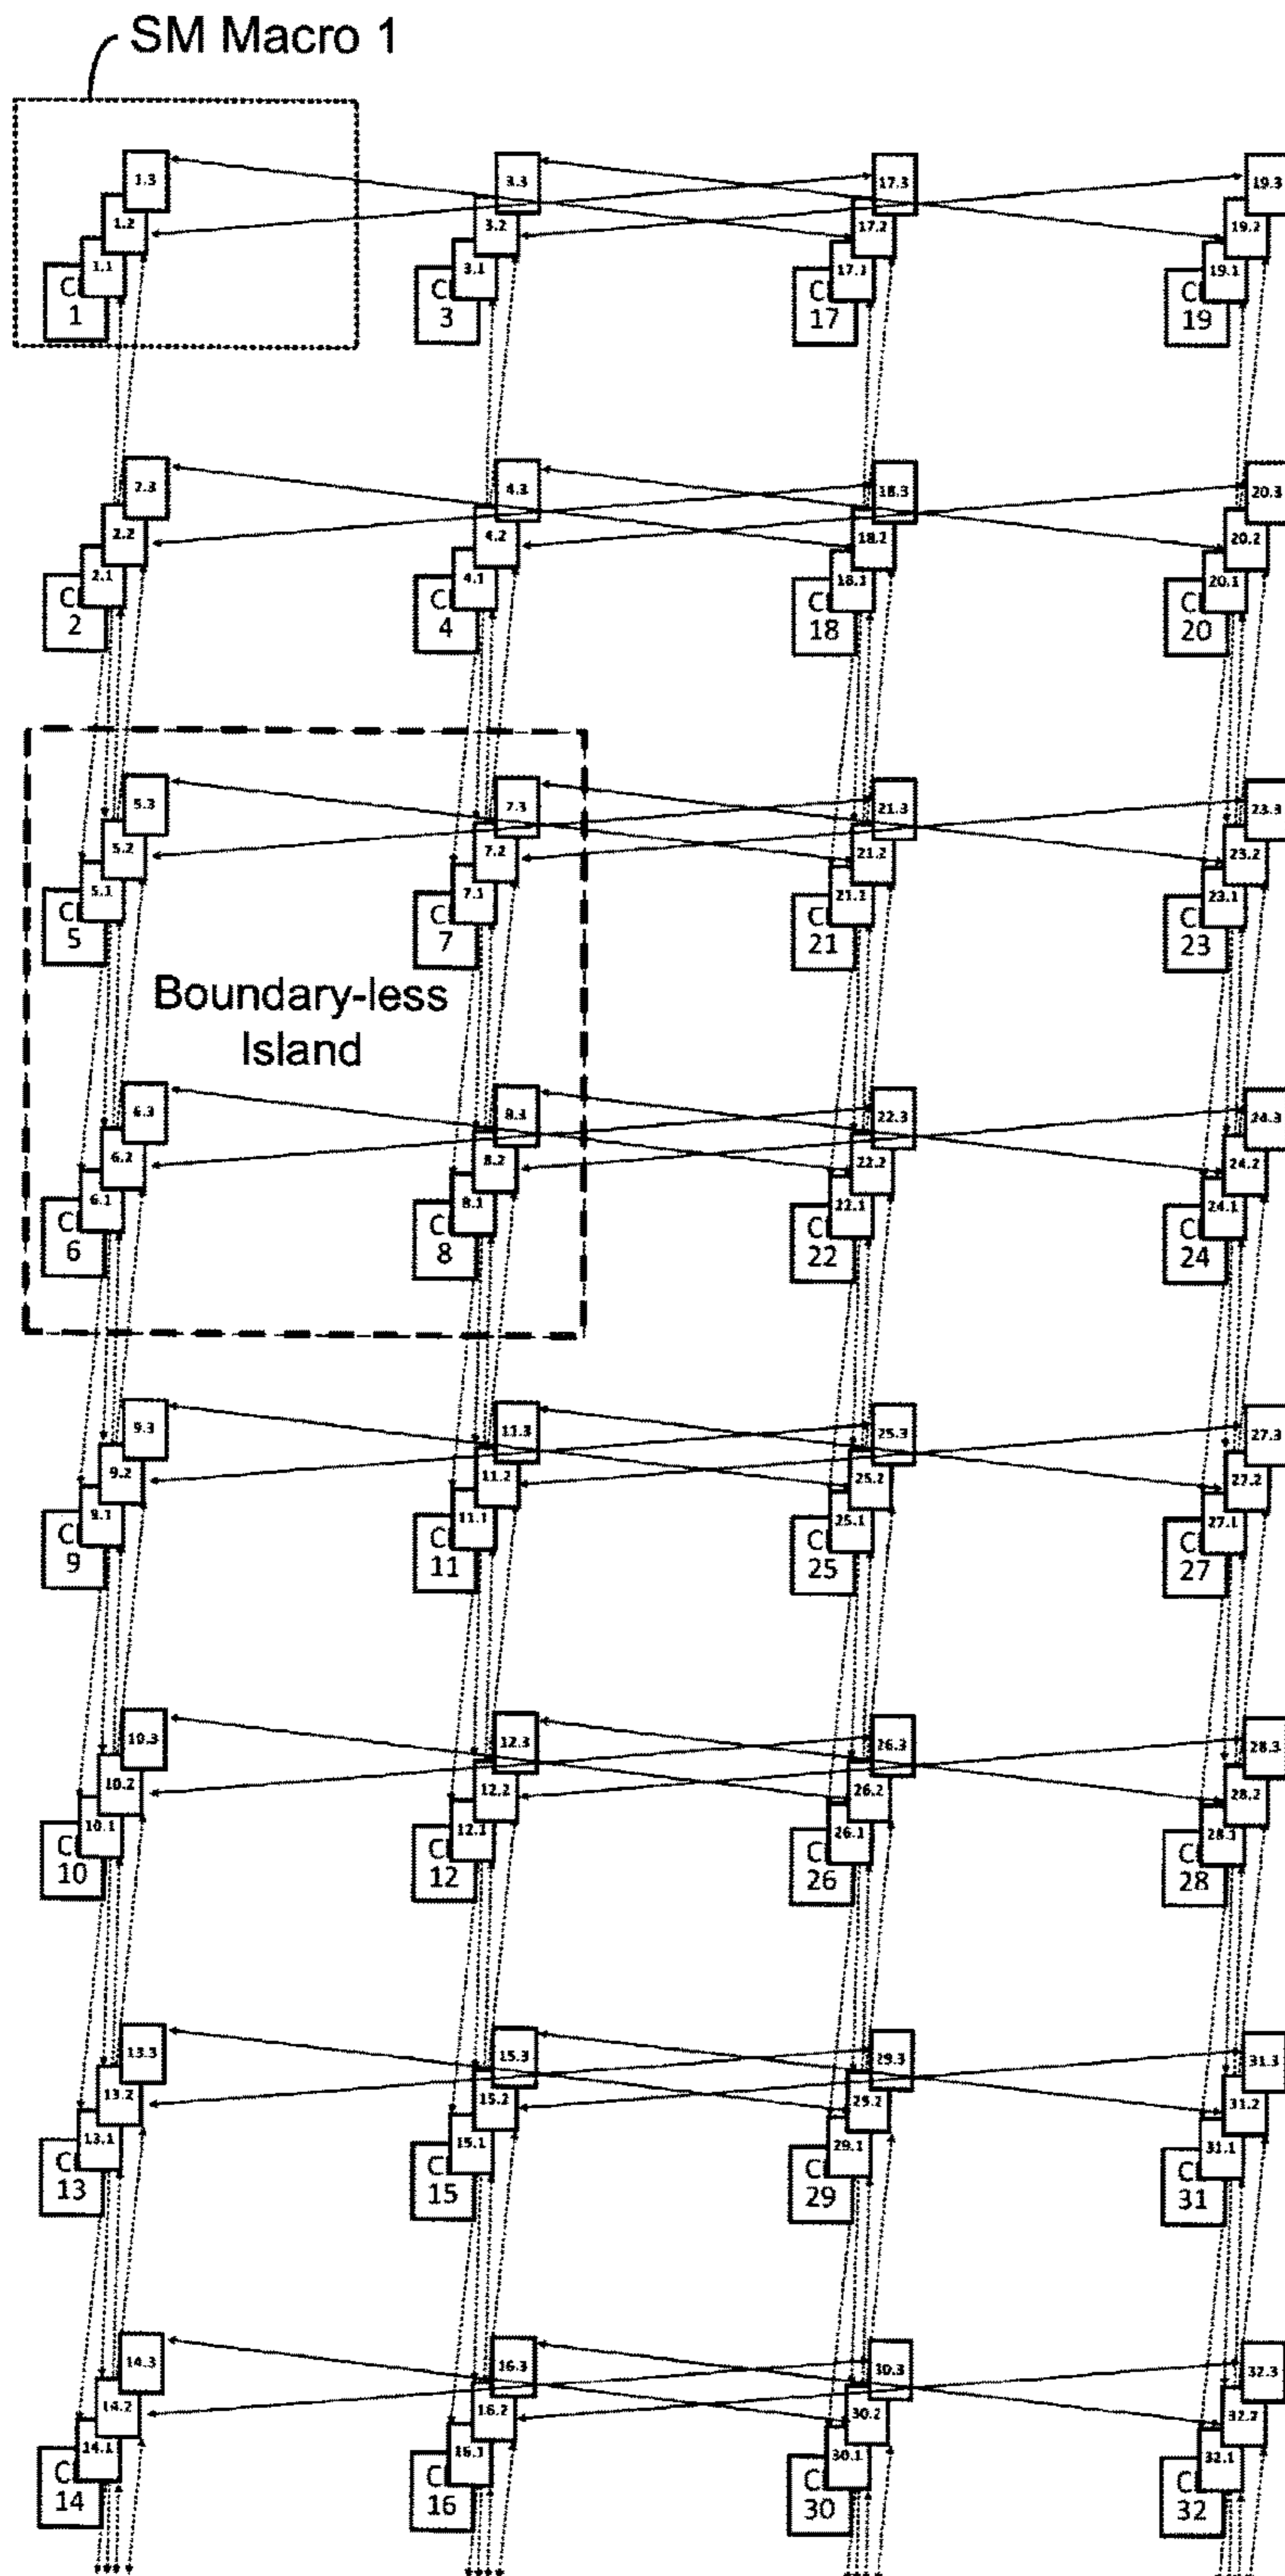 SM Macro 1
1.3 3.3 17.3 19.3
1.2 3.2 17.2 19.2
1.1 3.1 17.1 19.1
C C C C
1 3 17 19
2.3 4.3 18.3 20.3
2.2 4.2 18.2 20.2
2.1 4.1 18.1 20.1
C C C C
2 4 18 20
5.3 7.3 21.3 23.3
5.2 7.2 21.2 23.2
5.1 7.1 21.1 23.1
C C C C
5 7 21 23
Boundary-less
Island
6.3 8.3 22.3 24.3
6.2 8.2 22.2 24.2
6.1 8.1 22.1 24.1
C C C C
6 8 22 24
9.3 11.3 25.3 27.3
9.2 11.2 25.2 27.2
9.1 11.1 25.1 27.1
C C C C
9 11 25 27
10.3 12.3 26.3 28.3
10.2 12.2 26.2 28.2
10.1 12.1 26.1 28.1
C C C C
10 12 26 28
13.3 15.3 29.3 31.3
13.2 15.2 29.2 31.2
13.1 15.1 29.1 31.1
C C C C
13 15 29 31
14.3 16.3 30.3 32.3
14.2 16.2 30.2 32.2
14.1 16.1 30.1 32.1
C C C C
14 16 30 32